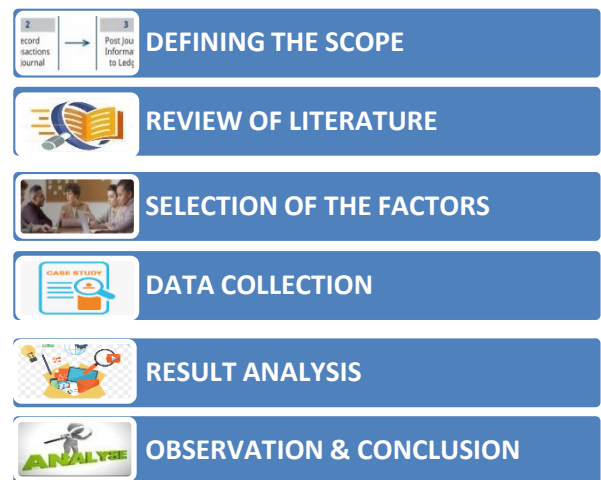 2
3
ecord
sactions
ournal
Post Jou
Informa
to Ledg
DEFINING THE SCOPE
REVIEW OF LITERATURE
SELECTION OF THE FACTORS
CASE STUDY
DATA COLLECTION
RESULT ANALYSIS
ANALYSE
OBSERVATION & CONCLUSION